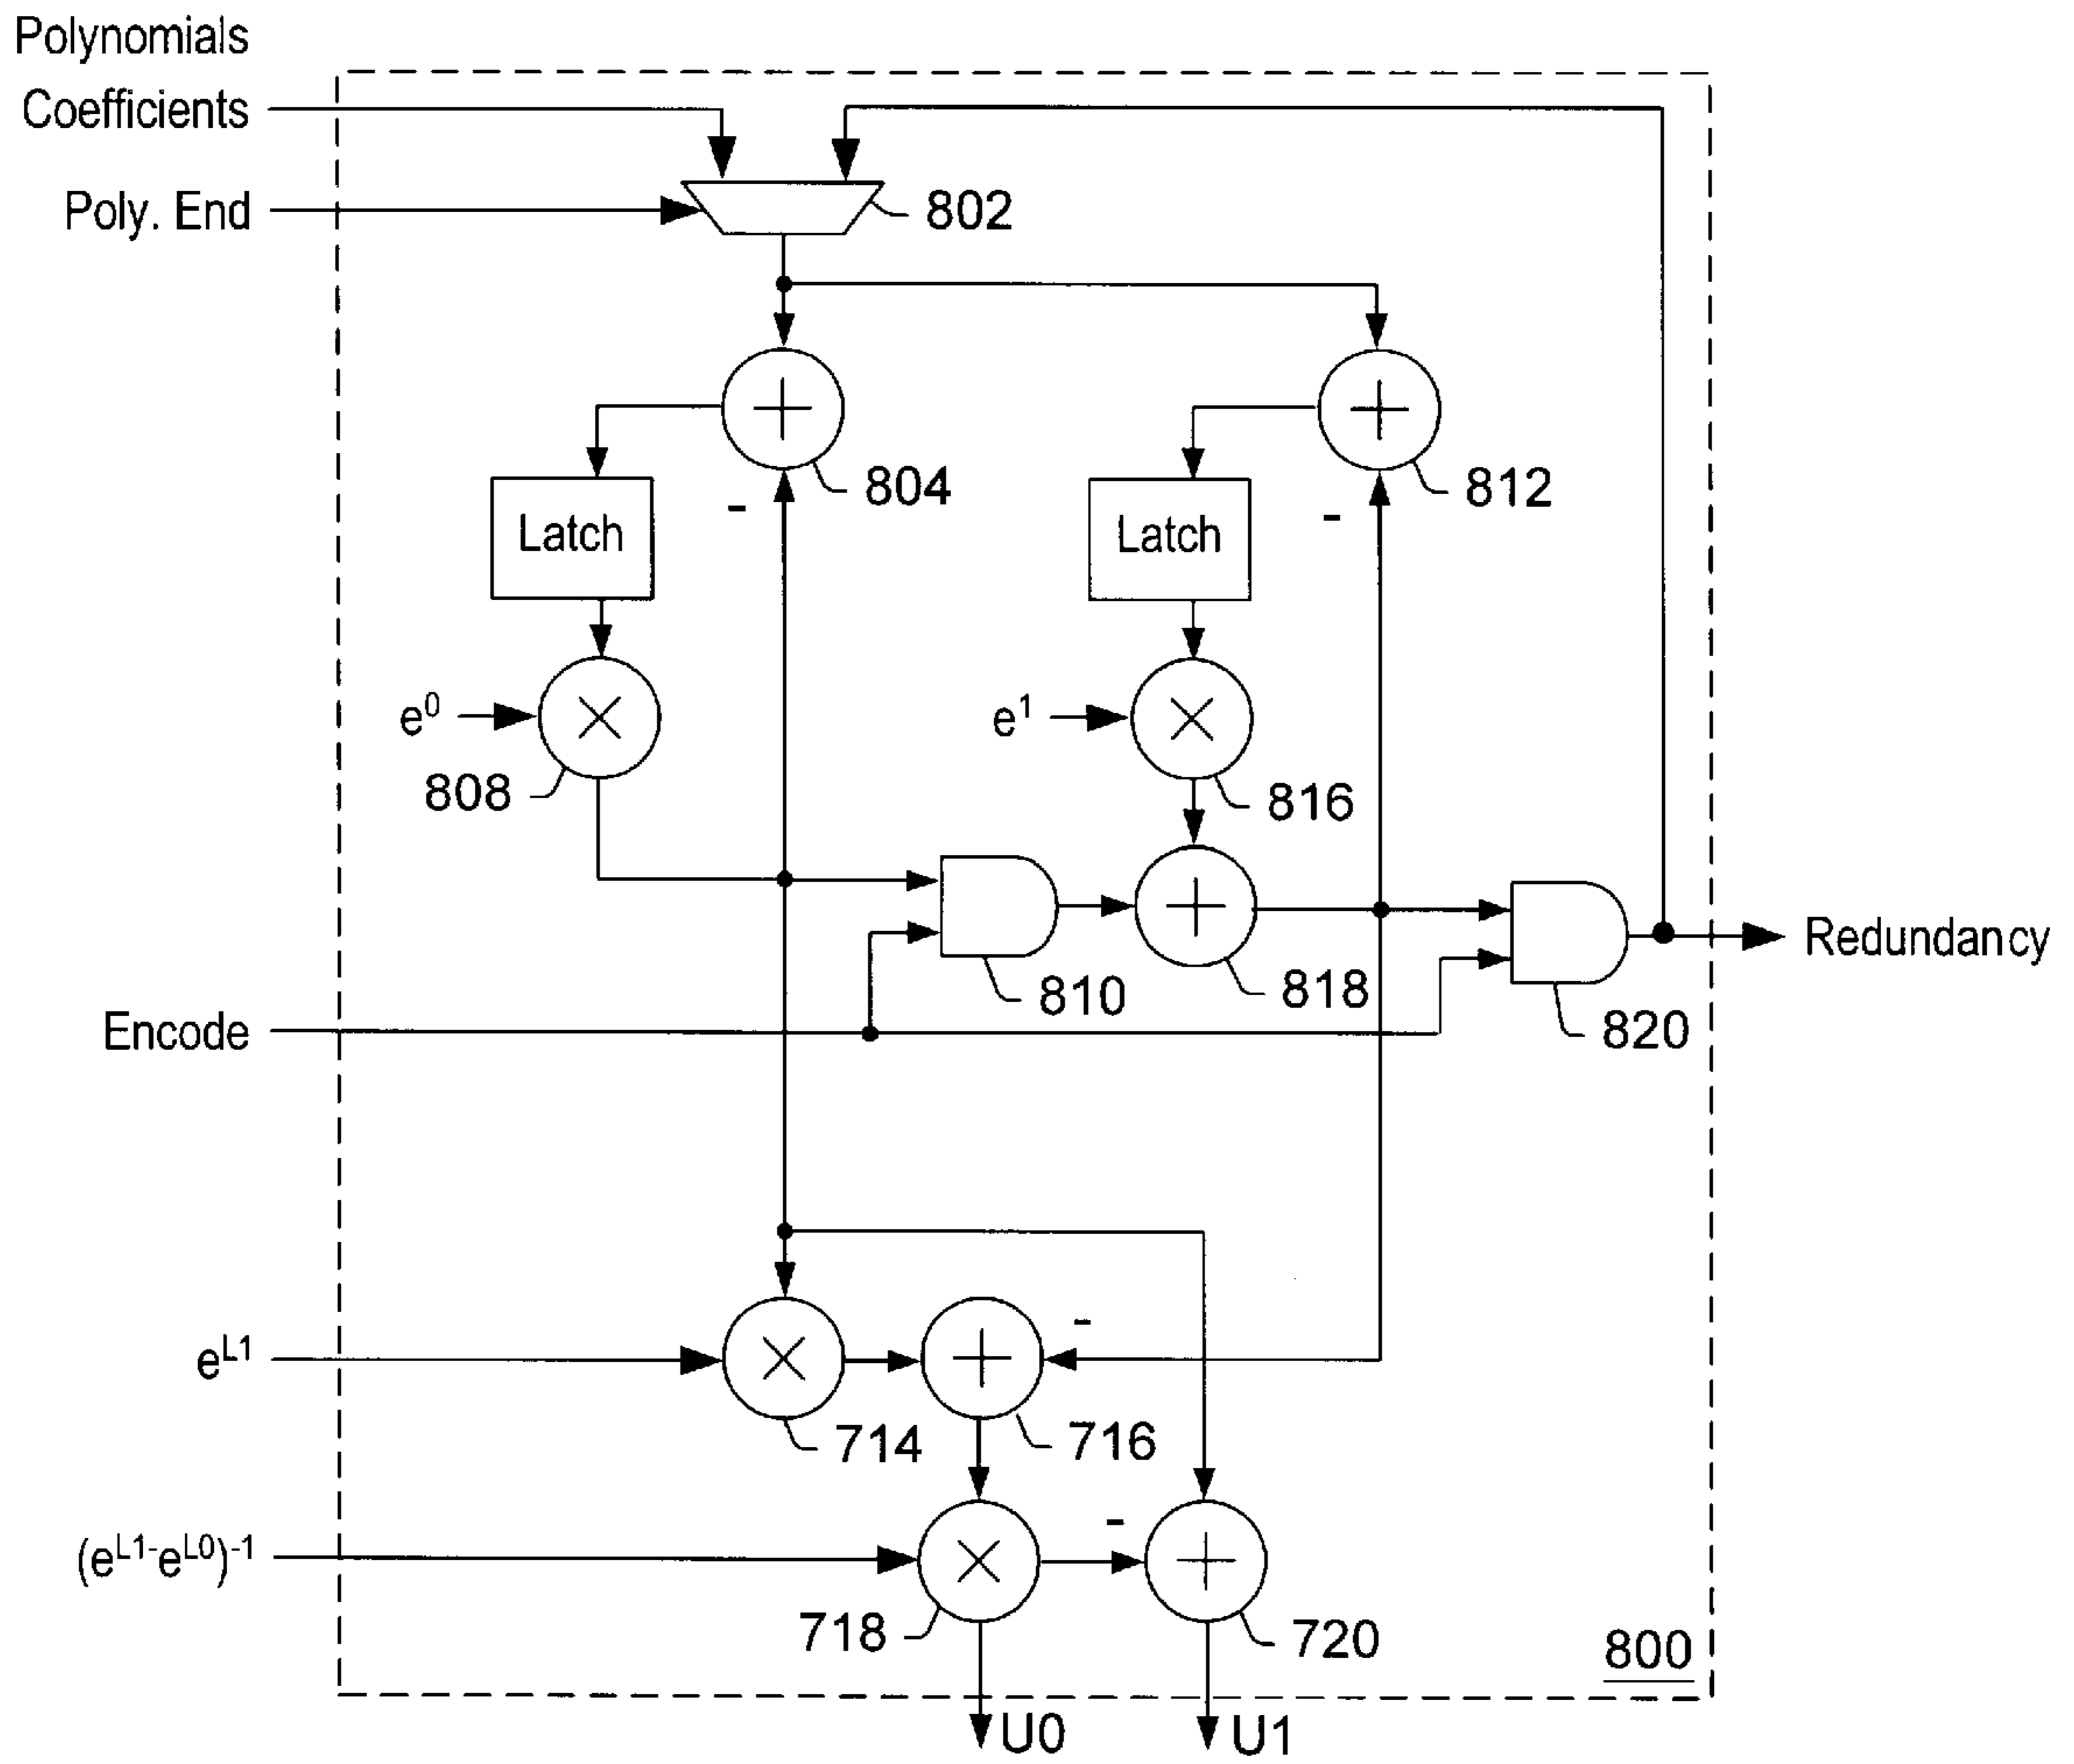 Polynomials
Coefficients
Poly. End
802
804
812
-
-
Latch
Latch
e⁰
e¹
808
816
810
818
Redundancy
Encode
820
eᴸ¹
-
714
716
(eᴸ¹⁻eᴸ⁰)⁻¹
-
718
720
800
U0
U1